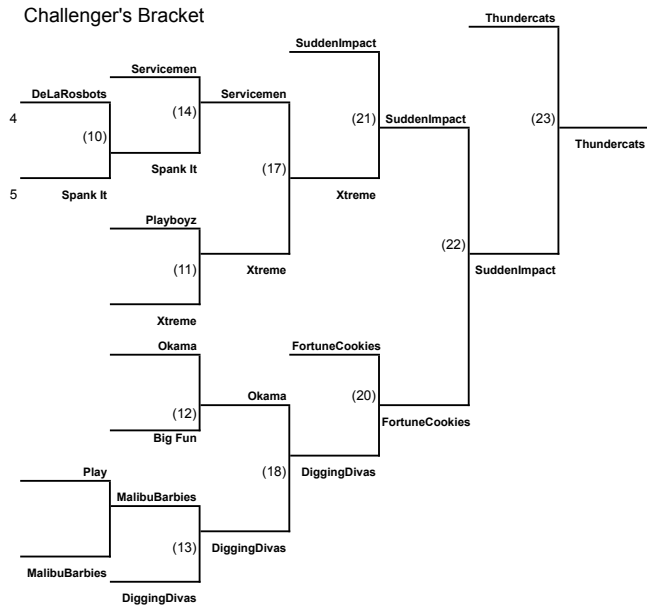 Challenger's Bracket
Thundercats
SuddenImpact
Servicemen
DeLaRosbots
Servicemen
4
(14)
(21)
SuddenImpact
(23)
(10)
Thundercats
Spank It
(17)
5
Spank It
Xtreme
Playboyz
(22)
(11)
Xtreme
SuddenImpact
Xtreme
Okama
FortuneCookies
Okama
(20)
(12)
FortuneCookies
Big Fun
Play
(18)
DiggingDivas
MalibuBarbies
(13)
DiggingDivas
MalibuBarbies
DiggingDivas